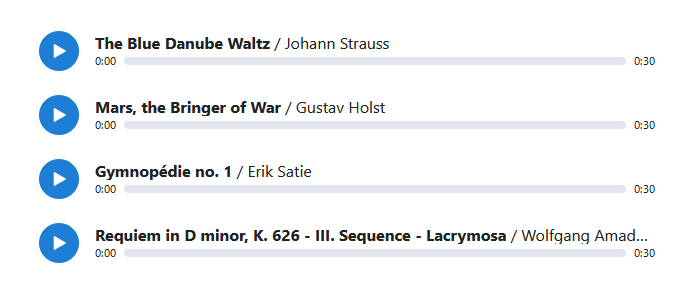 The Blue Danube Waltz / Johann Strauss
0:00 0:30
Mars, the Bringer of War / Gustav Holst
0:00 0:30
Gymnopédie no. 1 / Erik Satie
0:00 0:30
Requiem in D minor, K. 626 - III. Sequence - Lacrymosa / Wolfgang Amad...
0:00 0:30